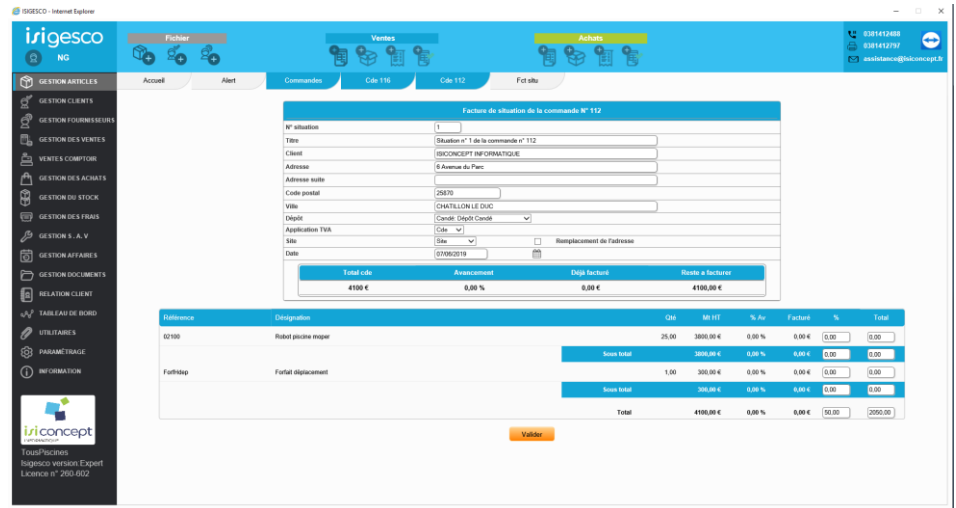 ISIGESCO - Internet Explorer
isigesco
NG
Fichier
Ventes
Achats
0381412488
0381412797
assistance@isiconcept.fr
GESTION ARTICLES
GESTION CLIENTS
GESTION FOURNISSEURS
GESTION DES VENTES
VENTES COMPTOIR
GESTION DES ACHATS
GESTION DU STOCK
GESTION DES FRAIS
GESTION S . A. V
GESTION AFFAIRES
GESTION DOCUMENTS
RELATION CLIENT
TABLEAU DE BORD
UTILITAIRES
PARAMÉTRAGE
INFORMATION
isiconcept
TousPiscines
Isigesco version:Expert
Licence n° 260-602
Accueil Alert Commandes Cde 116 Cde 112 Fct situ
Facture de situation de la commande N° 112
N° situation 1
Titre Situation n° 1 de la commande n° 112
Client ISICONCEPT INFORMATIQUE
Adresse 6 Avenue du Parc
Adresse suite
Code postal 25870
Ville CHATILLON LE DUC
Dépôt Candé: Dépôt Candé
Application TVA Cde
Site Site Remplacement de l'adresse
Date 07/06/2019
Total cde Avancement Déjà facturé Reste a facturer
4100 € 0,00 % 0,00 € 4100,00 €
Référence Désignation Qté Mt HT % Av Facturé % Total
02100 Robot piscine moper 25,00 3800,00 € 0,00 % 0,00 € 0,00 0,00
Sous total 3800,00 € 0,00 % 0,00 € 0,00 0,00
Forfridep Forfait déplacement 1,00 300,00 € 0,00 % 0,00 € 0,00 0,00
Sous total 300,00 € 0,00 % 0,00 € 0,00 0,00
Total 4100,00 € 0,00 % 0,00 € 50,00 2050,00
Valider